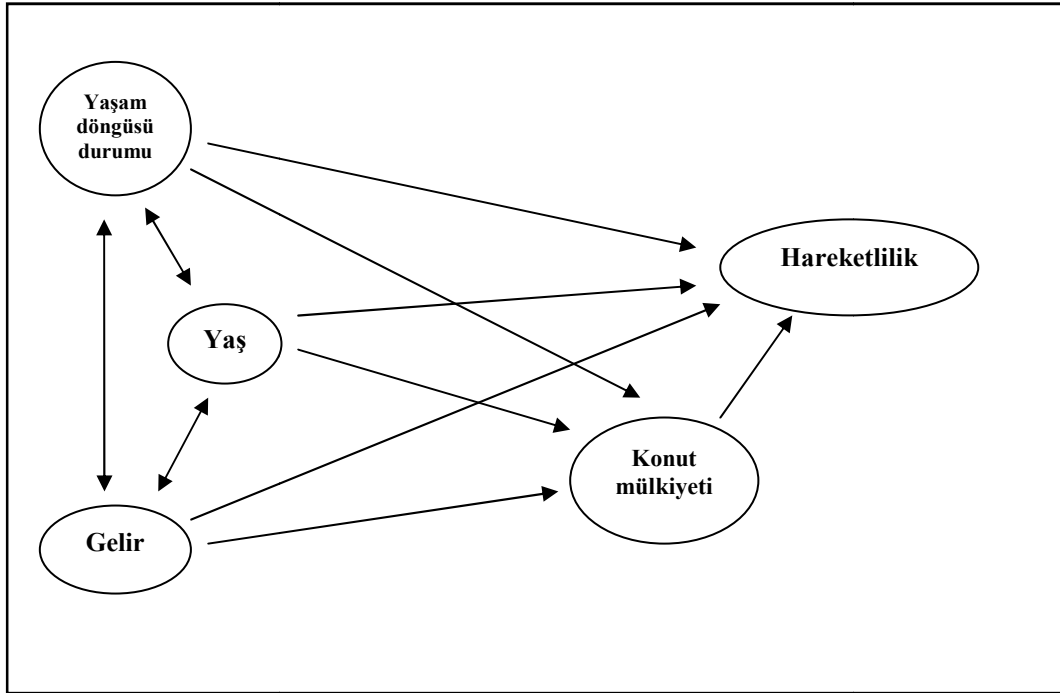 Yaşam
döngüsü
durumu
Hareketlilik
Yaş
Konut
mülkiyeti
Gelir